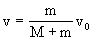 v = m / (M + m) v₀